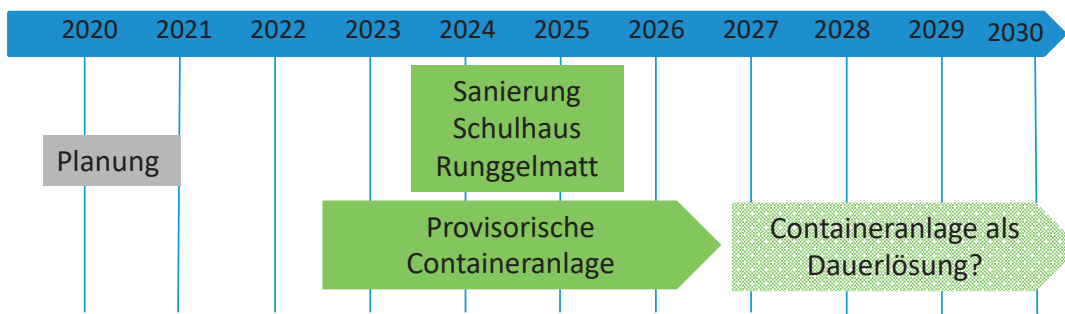 2020 2021 2022 2023 2024 2025 2026 2027 2028 2029 2030
Sanierung
Schulhaus
Runggelmatt
Planung
Provisorische
Containeranlage
Containeranlage als
Dauerlösung?